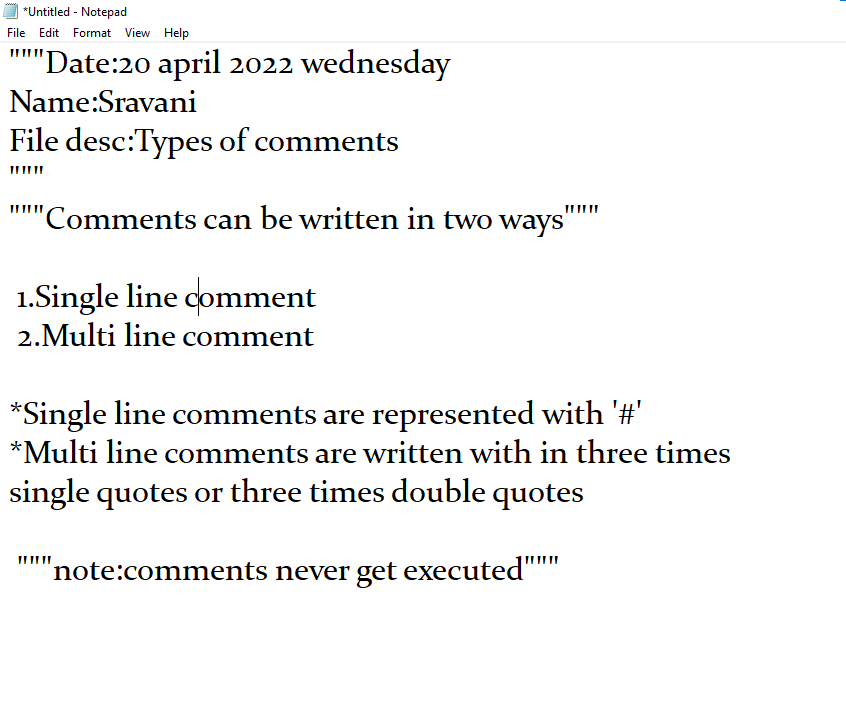 *Untitled - Notepad
File Edit Format View Help
"""Date:20 april 2022 wednesday
Name:Sravani
File desc:Types of comments
"""
"""Comments can be written in two ways"""
1.Single line comment
2.Multi line comment
*Single line comments are represented with '#'
*Multi line comments are written with in three times
single quotes or three times double quotes
"""note:comments never get executed"""